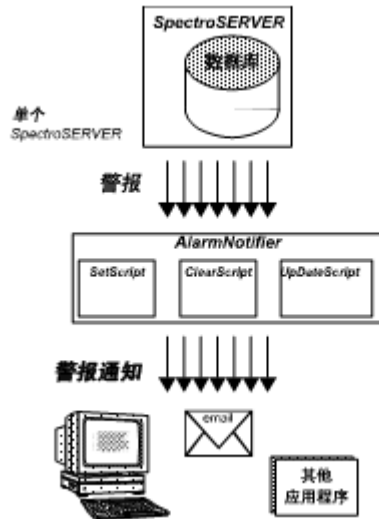 SpectroSERVER
数据库
单个
SpectroSERVER
警报
AlarmNotifier
SetScript
ClearScript
UpDateScript
警报通知
email
其他
应用程序